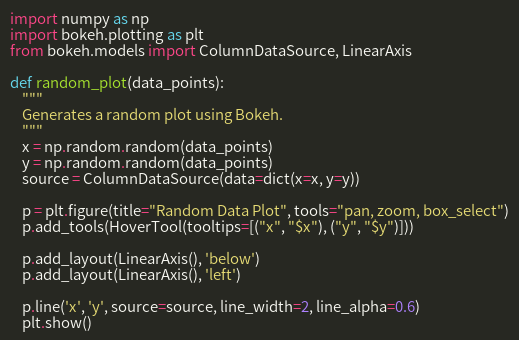 import numpy as np
import bokeh.plotting as plt
from bokeh.models import ColumnDataSource, LinearAxis

def random_plot(data_points):
    """
    Generates a random plot using Bokeh.
    """
    x = np.random.random(data_points)
    y = np.random.random(data_points)
    source = ColumnDataSource(data=dict(x=x, y=y))

    p = plt.figure(title="Random Data Plot", tools="pan, zoom, box_select")
    p.add_tools(HoverTool(tooltips=[("x", "$x"), ("y", "$y")]))

    p.add_layout(LinearAxis(), 'below')
    p.add_layout(LinearAxis(), 'left')

    p.line('x', 'y', source=source, line_width=2, line_alpha=0.6)
    plt.show()